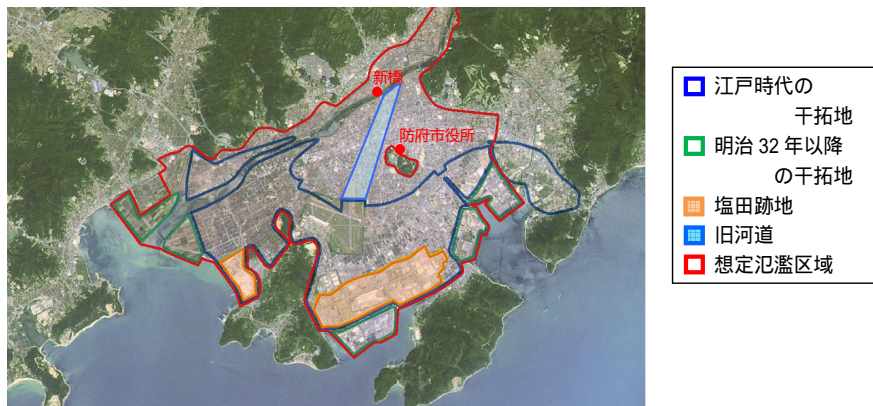 新橋
防府市役所
江戸時代の
干拓地
明治 32 年以降
の干拓地
塩田跡地
旧河道
想定氾濫区域